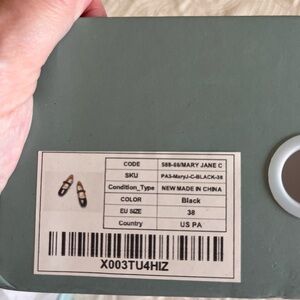 CODE 588-66/MARY JANE C
SKU PA3-MaryJ-C-BLACK-38
Condition_Type NEW MADE IN CHINA
COLOR Black
EU SIZE 38
Country US PA
X003TU4HIZ